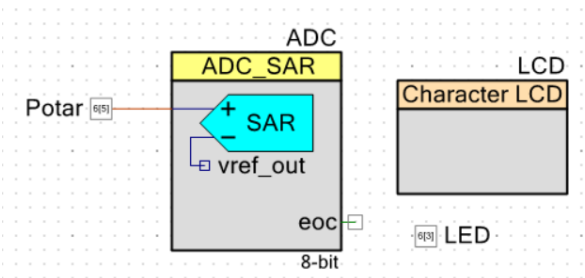 ADC
ADC_SAR
Potar 6[5]
+
SAR
−
vref_out
eoc
8-bit
LCD
Character LCD
6[3] LED